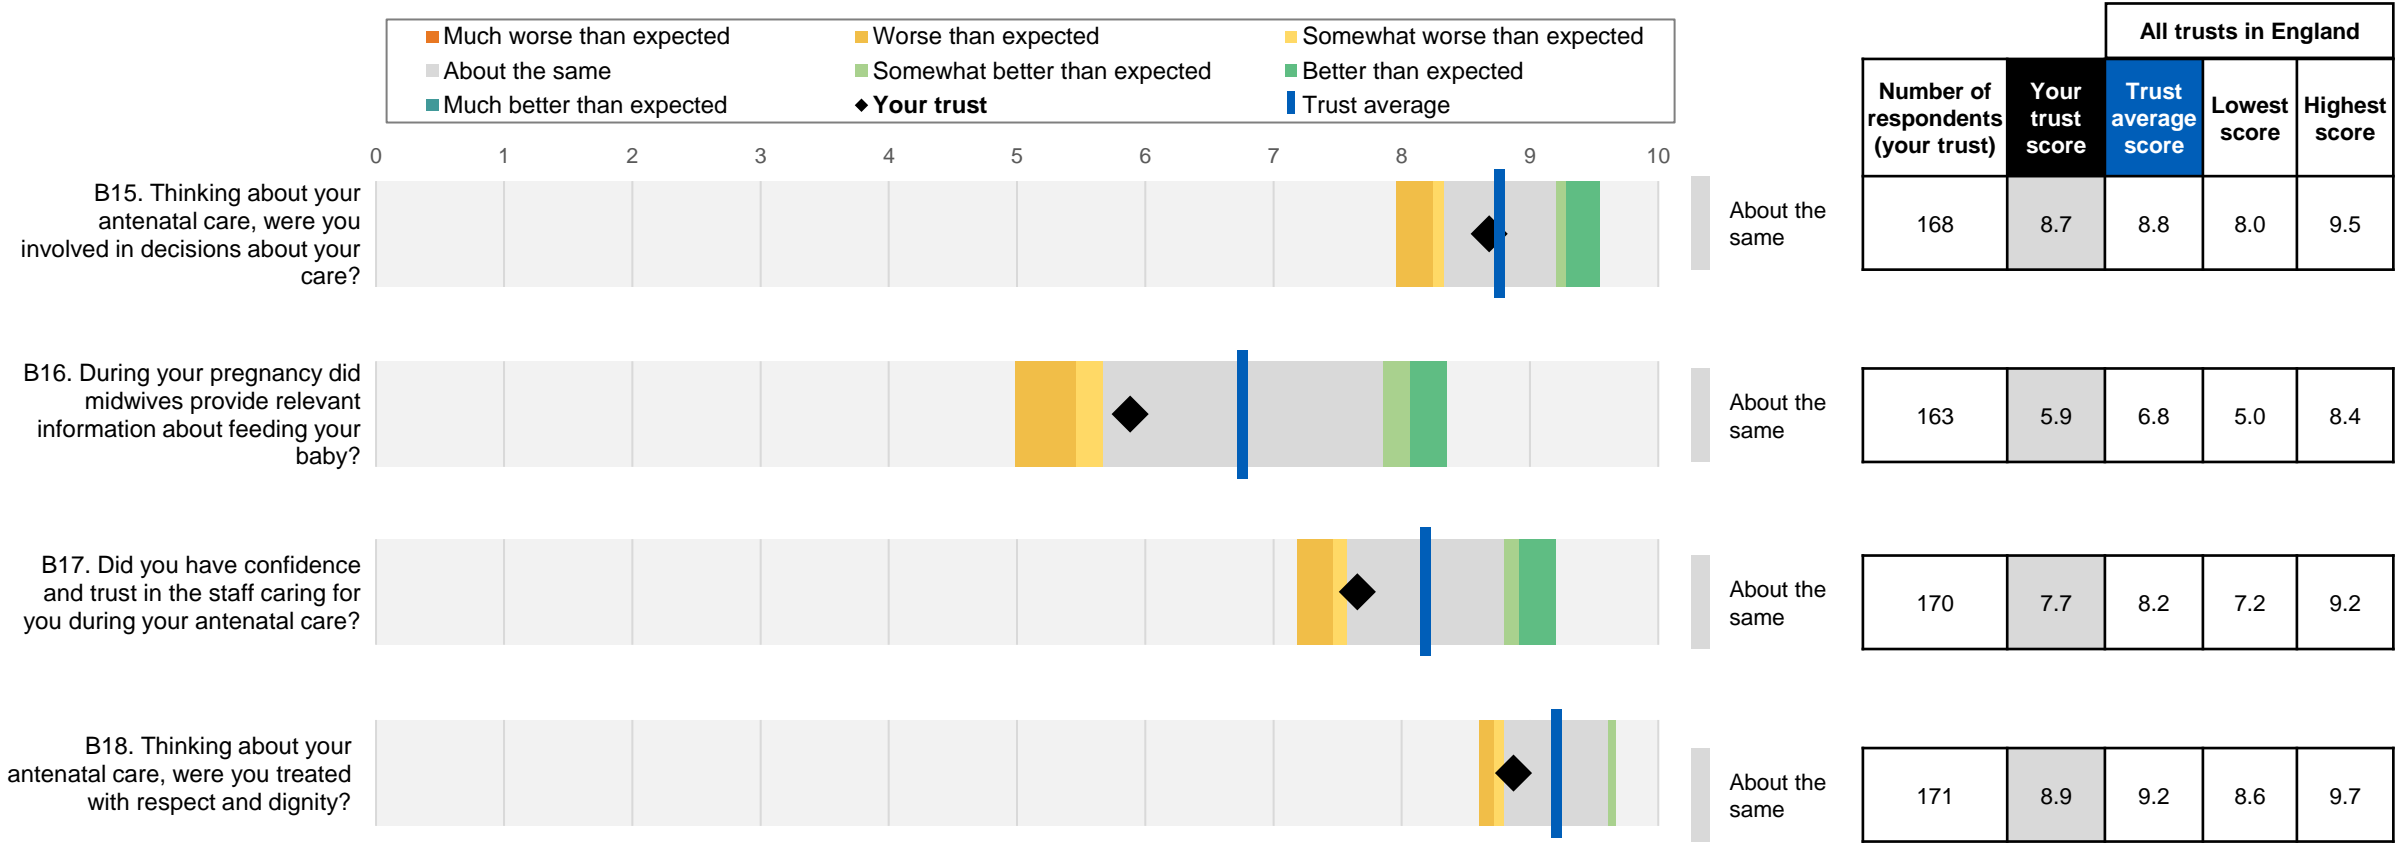 Much worse than expected
Worse than expected
Somewhat worse than expected
About the same
Somewhat better than expected
Better than expected
Much better than expected
Your trust
Trust average
All trusts in England
Number of
respondents
(your trust)
Your
trust
score
Trust
average
score
Lowest
score
Highest
score
0 1 2 3 4 5 6 7 8 9 10
B15. Thinking about your
antenatal care, were you
involved in decisions about your
care?
About the
same
168 8.7 8.8 8.0 9.5
B16. During your pregnancy did
midwives provide relevant
information about feeding your
baby?
About the
same
163 5.9 6.8 5.0 8.4
B17. Did you have confidence
and trust in the staff caring for
you during your antenatal care?
About the
same
170 7.7 8.2 7.2 9.2
B18. Thinking about your
antenatal care, were you treated
with respect and dignity?
About the
same
171 8.9 9.2 8.6 9.7